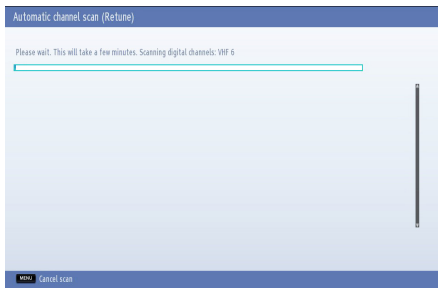 Automatic channel scan (Retune)
Please wait. This will take a few minutes. Scanning digital channels: VHF 6
MENU Cancel scan